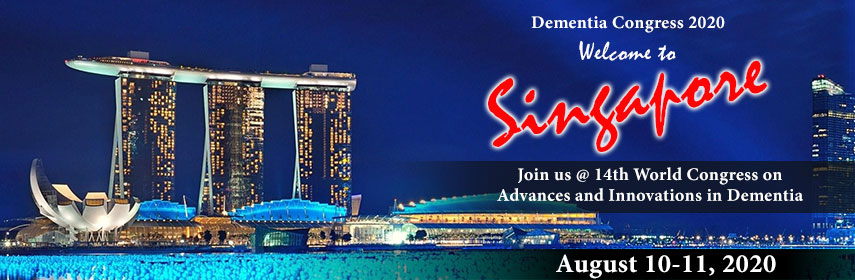 Dementia Congress 2020
Welcome to
Singapore
Join us @ 14th World Congress on
Advances and Innovations in Dementia
August 10-11, 2020